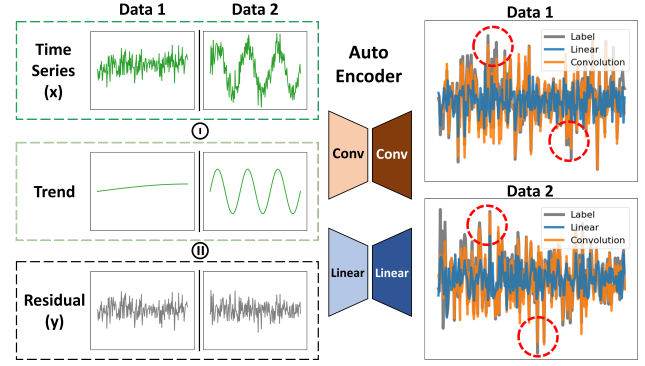 Data 1 Data 2
Time
Series
(x)
Trend
Residual
(y)
Auto
Encoder
Conv Conv
Linear Linear
Data 1
Label
Linear
Convolution
Data 2
Label
Linear
Convolution